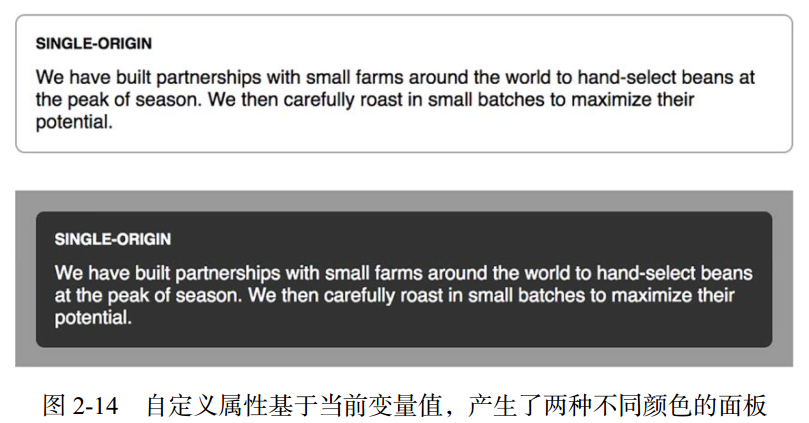 SINGLE-ORIGIN
We have built partnerships with small farms around the world to hand-select beans at
the peak of season. We then carefully roast in small batches to maximize their
potential.
SINGLE-ORIGIN
We have built partnerships with small farms around the world to hand-select beans
at the peak of season. We then carefully roast in small batches to maximize their
potential.
图 2-14 自定义属性基于当前变量值，产生了两种不同颜色的面板